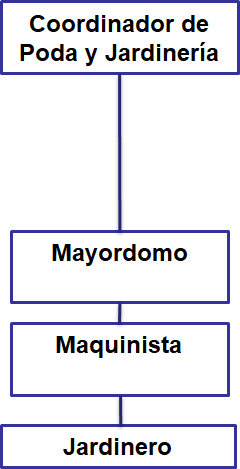 Coordinador de
Poda y Jardinería
Mayordomo
Maquinista
Jardinero